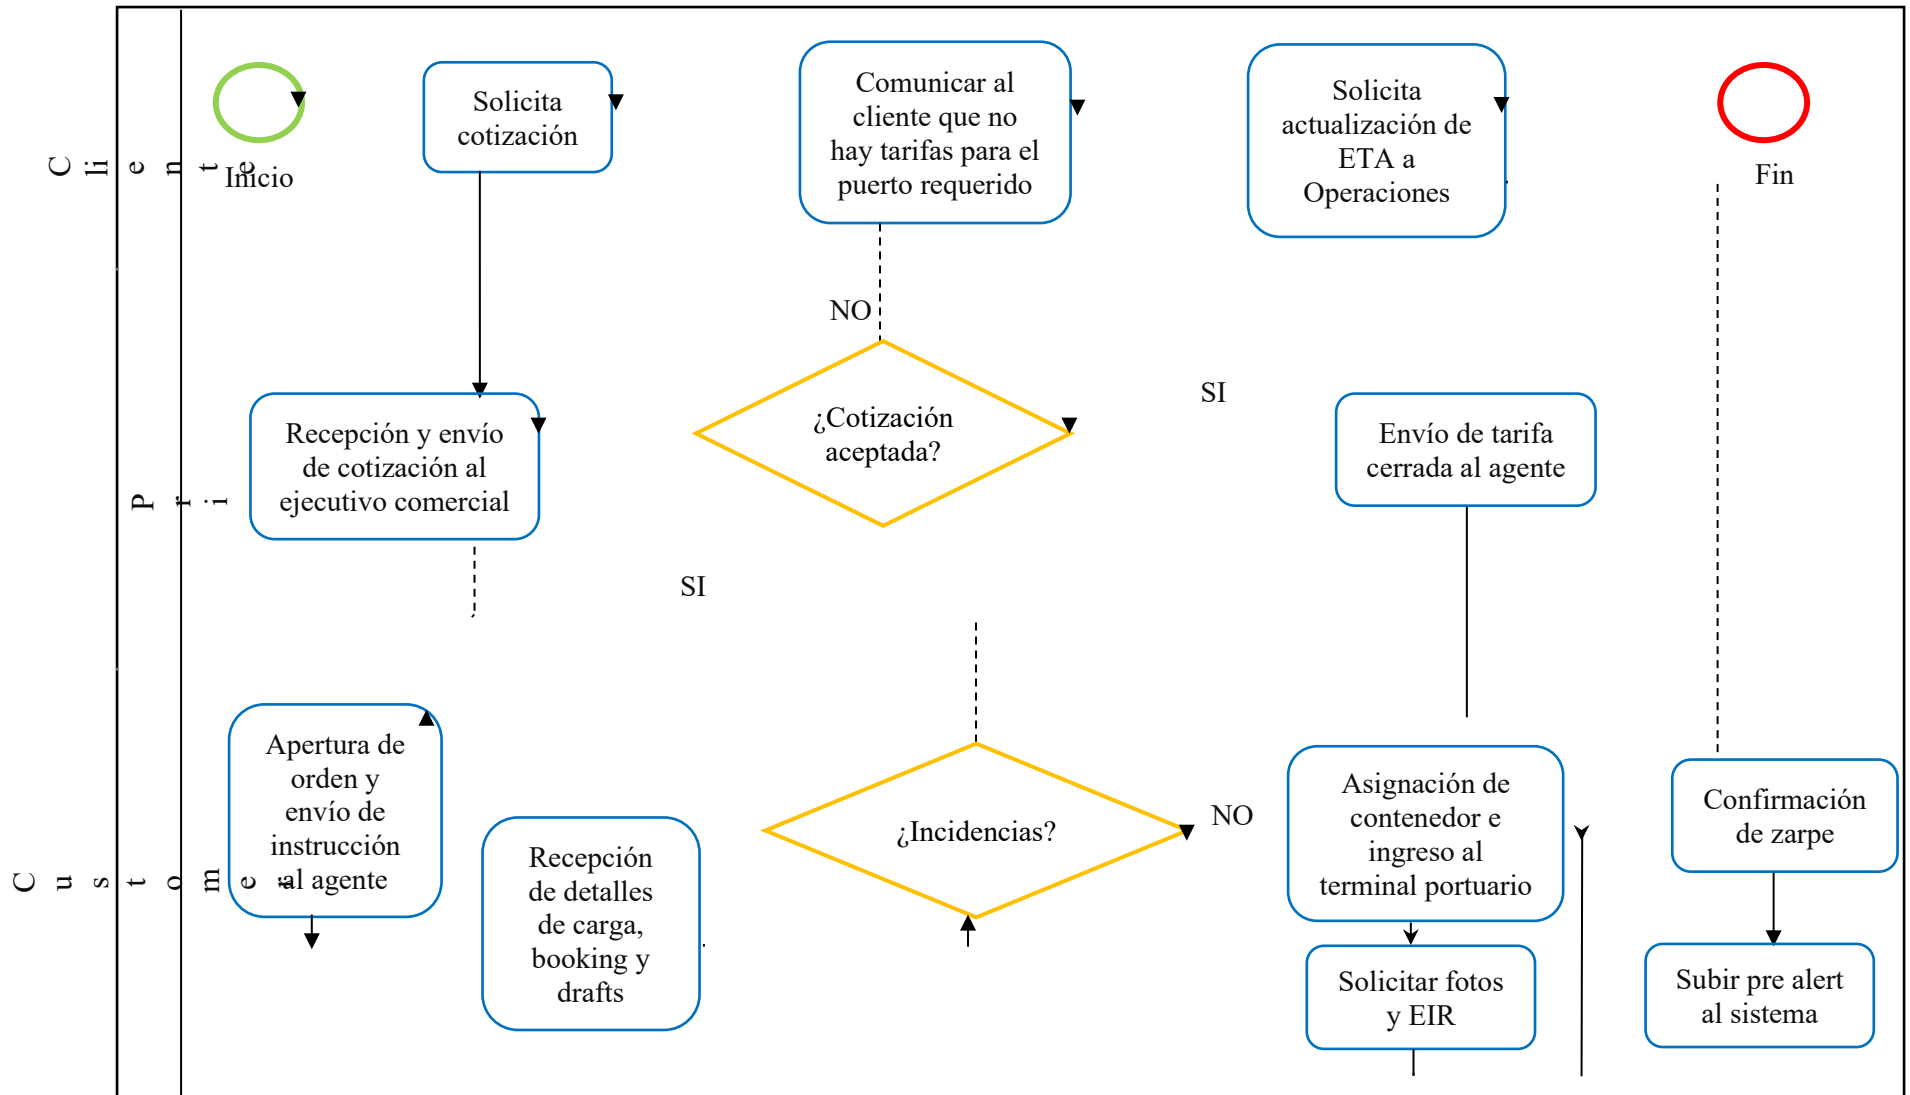 Cliente
Inicio
Solicita
cotización
Comunicar al
cliente que no
hay tarifas para el
puerto requerido
Solicita
actualización de
ETA a
Operaciones
Fin
NO
SI
Pri
Recepción y envío
de cotización al
ejecutivo comercial
¿Cotización
aceptada?
Envío de tarifa
cerrada al agente
SI
Customer
Apertura de
orden y
envío de
instrucción
al agente
Recepción
de detalles
de carga,
booking y
drafts
¿Incidencias?
NO
Asignación de
contenedor e
ingreso al
terminal portuario
Confirmación
de zarpe
Solicitar fotos
y EIR
Subir pre alert
al sistema